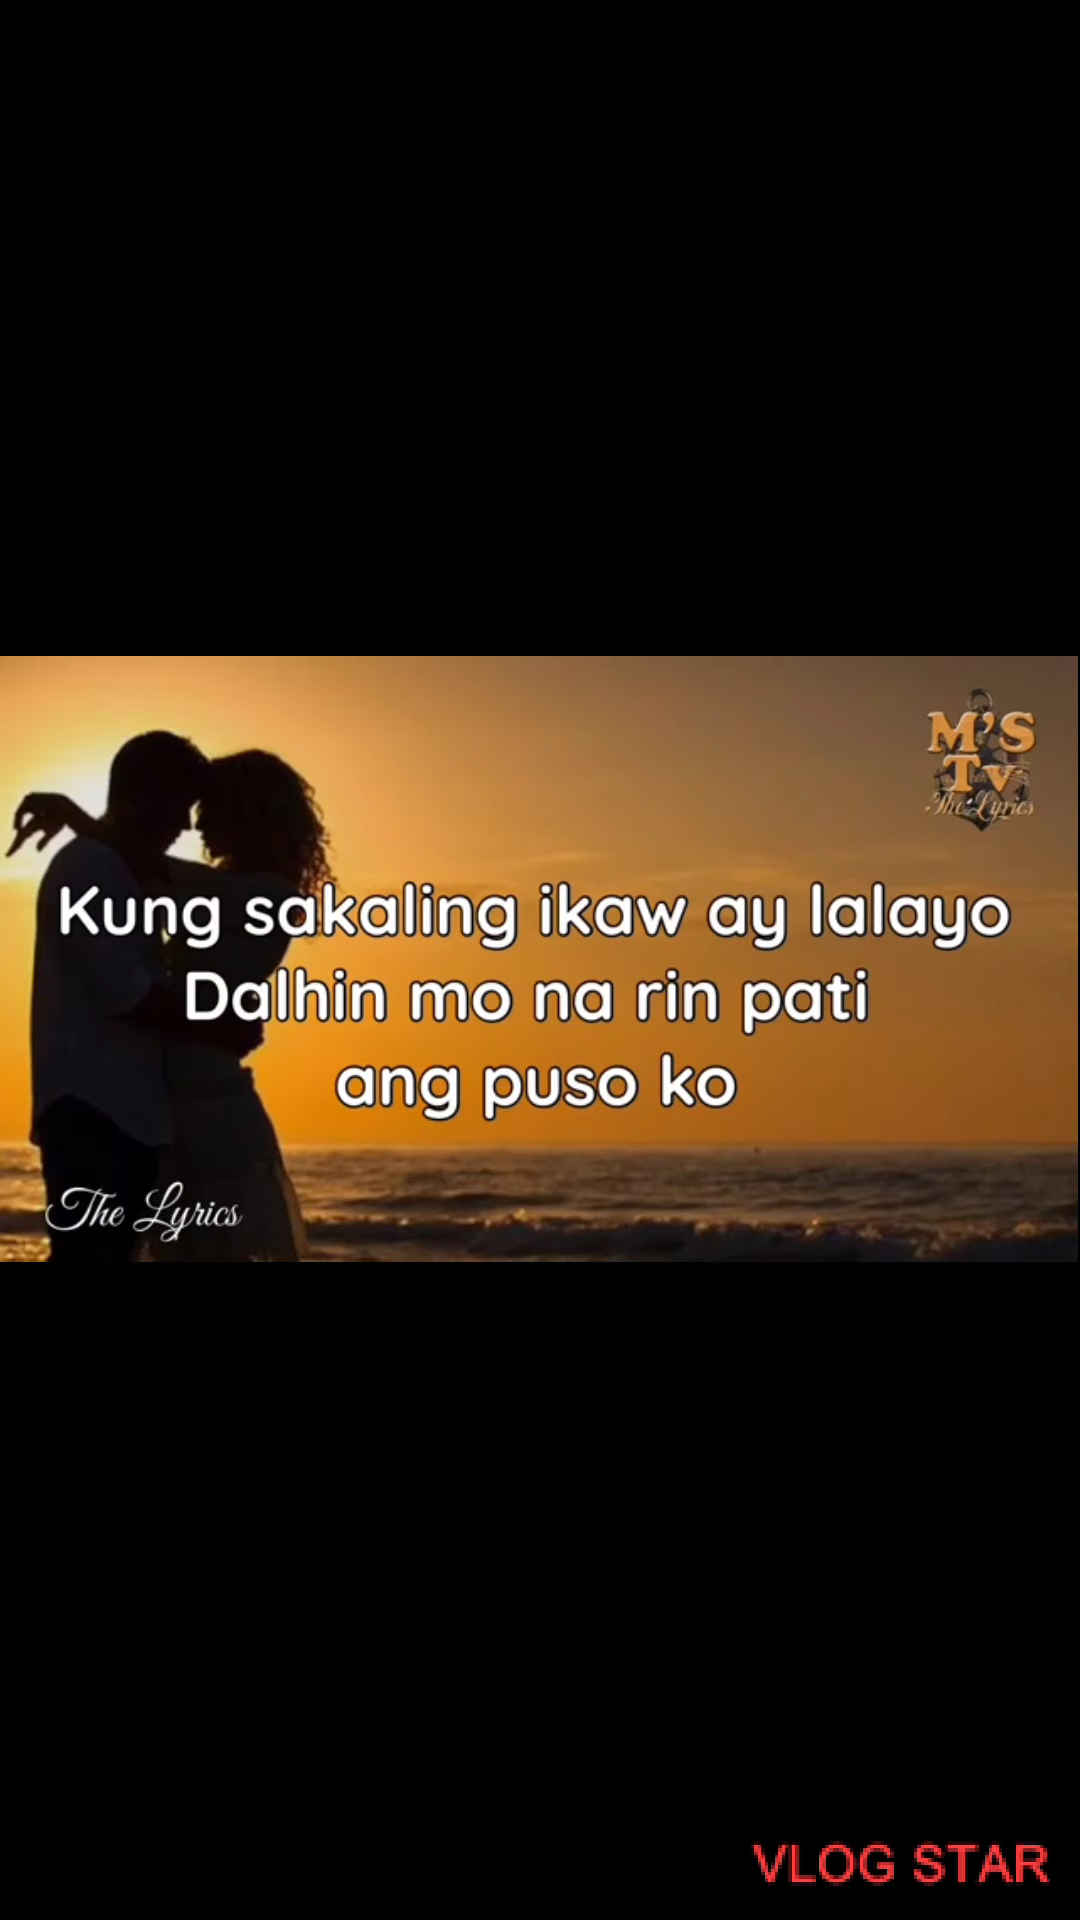 M'S
Tv
The Lyrics
Kung sakaling ikaw ay lalayo
Dalhin mo na rin pati
ang puso ko
The Lyrics
VLOG STAR